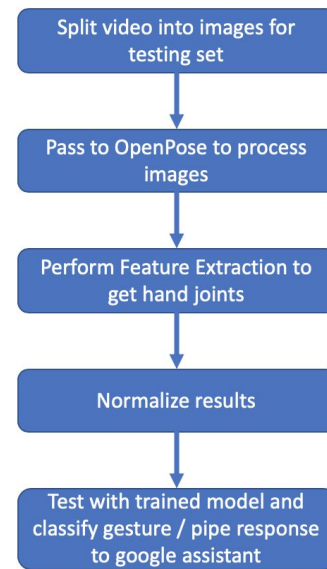 Split video into images for
testing set
Pass to OpenPose to process
images
Perform Feature Extraction to
get hand joints
Normalize results
Test with trained model and
classify gesture / pipe response
to google assistant